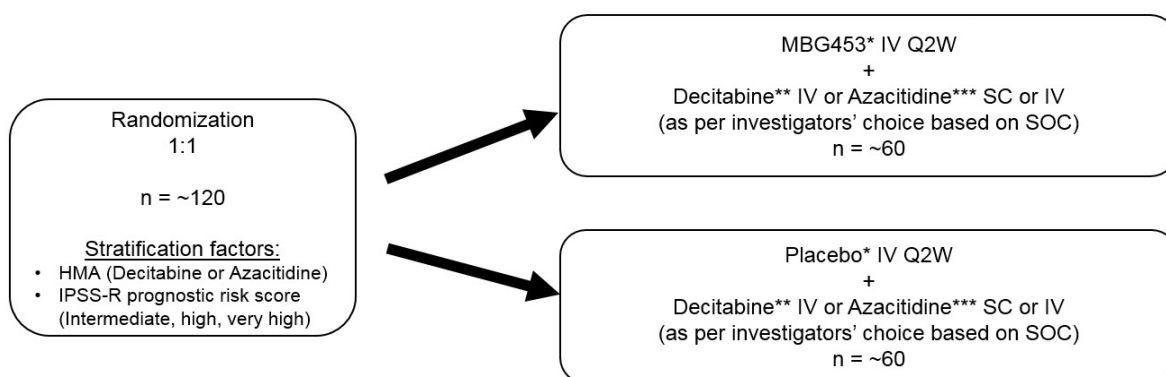 Randomization
1:1
n = ~120
Stratification factors:
• HMA (Decitabine or Azacitidine)
• IPSS-R prognostic risk score
(Intermediate, high, very high)
MBG453* IV Q2W
+
Decitabine** IV or Azacitidine*** SC or IV
(as per investigators' choice based on SOC)
n = ~60
Placebo* IV Q2W
+
Decitabine** IV or Azacitidine*** SC or IV
(as per investigators' choice based on SOC)
n = ~60